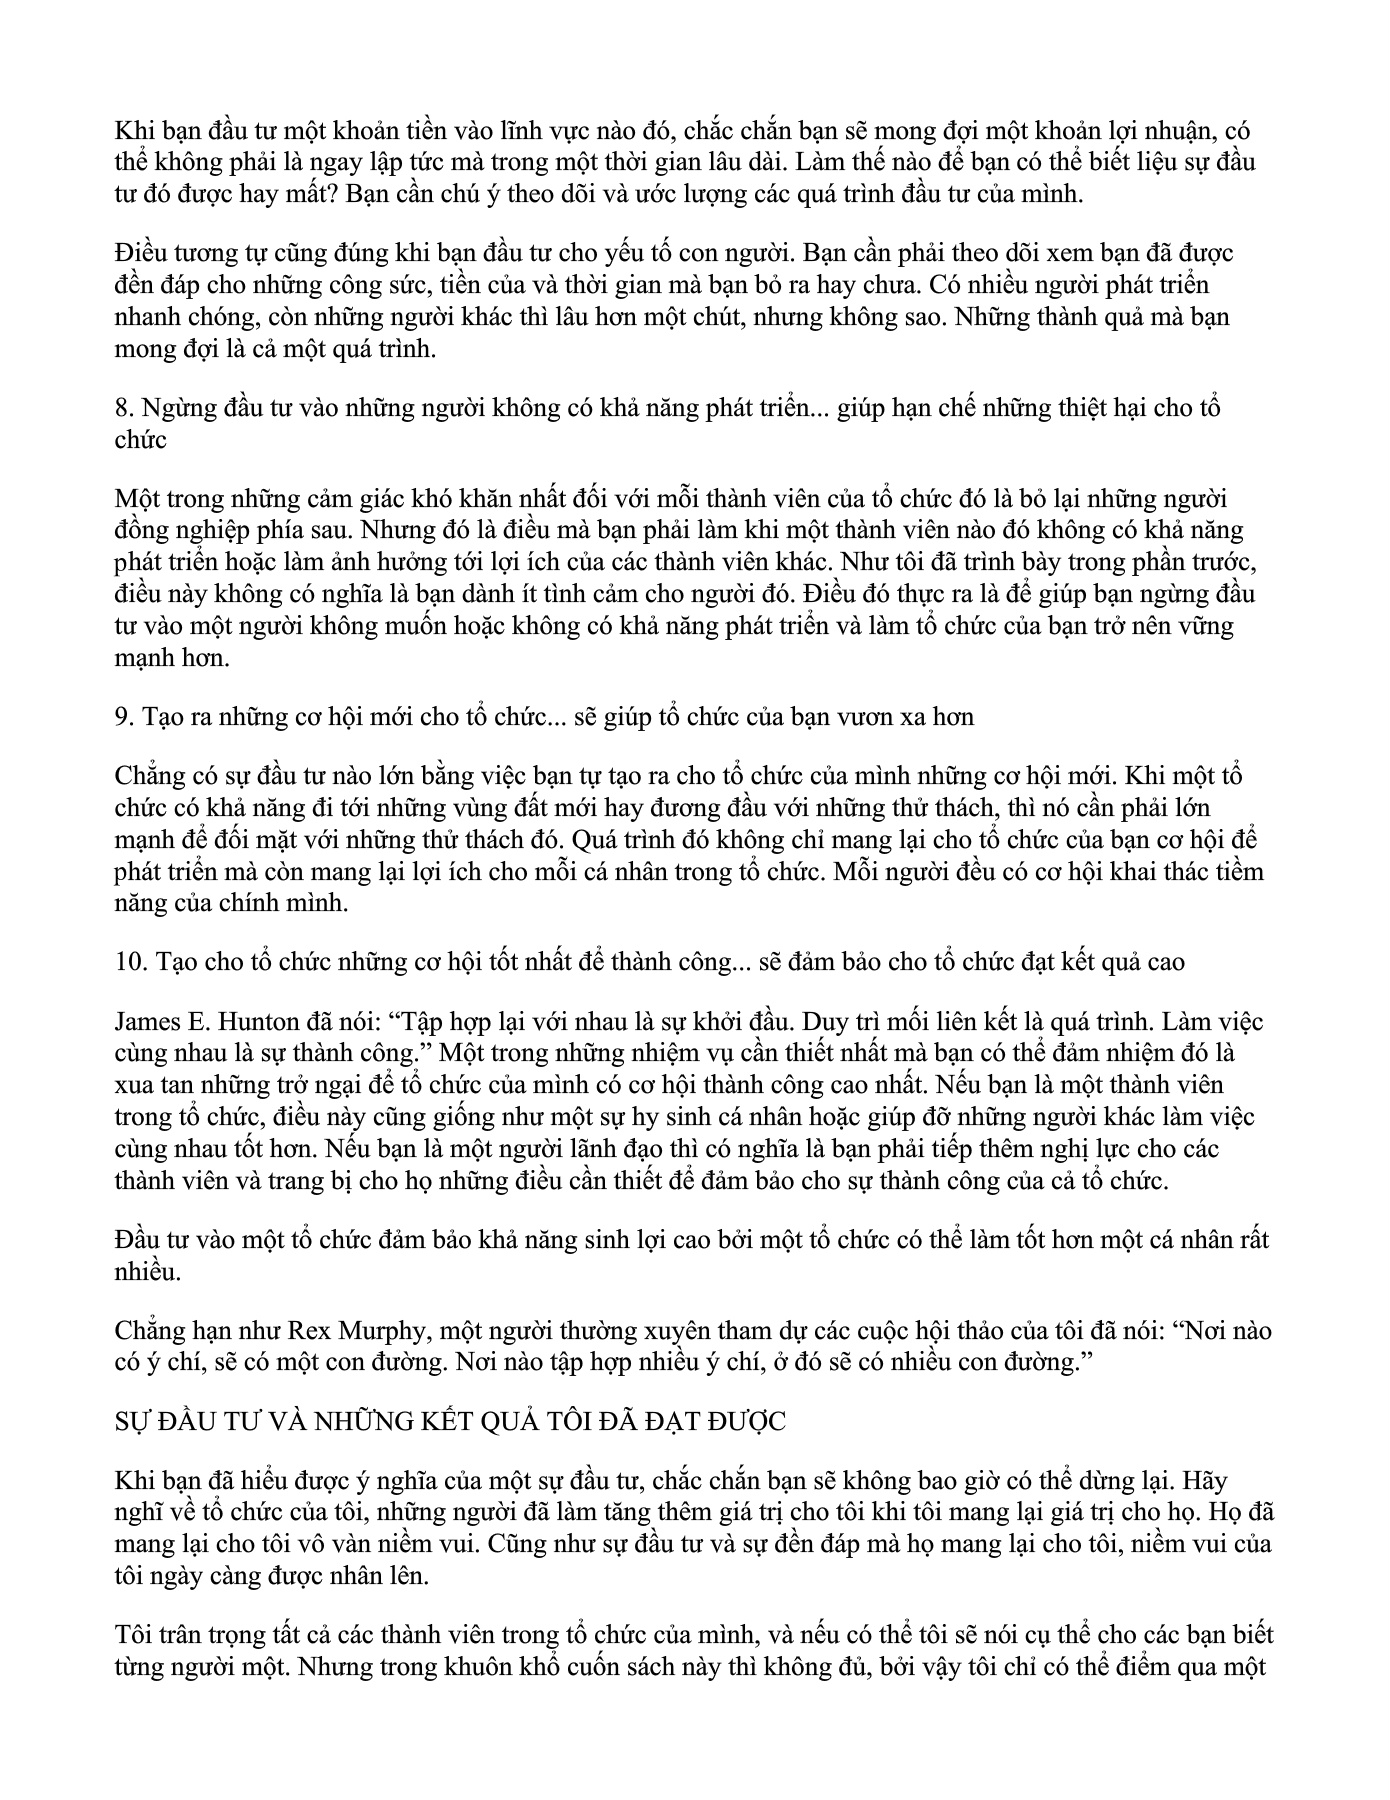 Khi bạn đầu tư một khoản tiền vào lĩnh vực nào đó, chắc chắn bạn sẽ mong đợi một khoản lợi nhuận, có
thể không phải là ngay lập tức mà trong một thời gian lâu dài. Làm thế nào để bạn có thể biết liệu sự đầu
tư đó được hay mất? Bạn cần chú ý theo dõi và ước lượng các quá trình đầu tư của mình.
Điều tương tự cũng đúng khi bạn đầu tư cho yếu tố con người. Bạn cần phải theo dõi xem bạn đã được
đền đáp cho những công sức, tiền của và thời gian mà bạn bỏ ra hay chưa. Có nhiều người phát triển
nhanh chóng, còn những người khác thì lâu hơn một chút, nhưng không sao. Những thành quả mà bạn
mong đợi là cả một quá trình.
8. Ngừng đầu tư vào những người không có khả năng phát triển... giúp hạn chế những thiệt hại cho tổ
chức
Một trong những cảm giác khó khăn nhất đối với mỗi thành viên của tổ chức đó là bỏ lại những người
đồng nghiệp phía sau. Nhưng đó là điều mà bạn phải làm khi một thành viên nào đó không có khả năng
phát triển hoặc làm ảnh hưởng tới lợi ích của các thành viên khác. Như tôi đã trình bày trong phần trước,
điều này không có nghĩa là bạn dành ít tình cảm cho người đó. Điều đó thực ra là để giúp bạn ngừng đầu
tư vào một người không muốn hoặc không có khả năng phát triển và làm tổ chức của bạn trở nên vững
mạnh hơn.
9. Tạo ra những cơ hội mới cho tổ chức... sẽ giúp tổ chức của bạn vươn xa hơn
Chẳng có sự đầu tư nào lớn bằng việc bạn tự tạo ra cho tổ chức của mình những cơ hội mới. Khi một tổ
chức có khả năng đi tới những vùng đất mới hay đương đầu với những thử thách, thì nó cần phải lớn
mạnh để đối mặt với những thử thách đó. Quá trình đó không chỉ mang lại cho tổ chức của bạn cơ hội để
phát triển mà còn mang lại lợi ích cho mỗi cá nhân trong tổ chức. Mỗi người đều có cơ hội khai thác tiềm
năng của chính mình.
10. Tạo cho tổ chức những cơ hội tốt nhất để thành công... sẽ đảm bảo cho tổ chức đạt kết quả cao
James E. Hunton đã nói: “Tập hợp lại với nhau là sự khởi đầu. Duy trì mối liên kết là quá trình. Làm việc
cùng nhau là sự thành công.” Một trong những nhiệm vụ cần thiết nhất mà bạn có thể đảm nhiệm đó là
xua tan những trở ngại để tổ chức của mình có cơ hội thành công cao nhất. Nếu bạn là một thành viên
trong tổ chức, điều này cũng giống như một sự hy sinh cá nhân hoặc giúp đỡ những người khác làm việc
cùng nhau tốt hơn. Nếu bạn là một người lãnh đạo thì có nghĩa là bạn phải tiếp thêm nghị lực cho các
thành viên và trang bị cho họ những điều cần thiết để đảm bảo cho sự thành công của cả tổ chức.
Đầu tư vào một tổ chức đảm bảo khả năng sinh lợi cao bởi một tổ chức có thể làm tốt hơn một cá nhân rất
nhiều.
Chẳng hạn như Rex Murphy, một người thường xuyên tham dự các cuộc hội thảo của tôi đã nói: “Nơi nào
có ý chí, sẽ có một con đường. Nơi nào tập hợp nhiều ý chí, ở đó sẽ có nhiều con đường.”
SỰ ĐẦU TƯ VÀ NHỮNG KẾT QUẢ TÔI ĐÃ ĐẠT ĐƯỢC
Khi bạn đã hiểu được ý nghĩa của một sự đầu tư, chắc chắn bạn sẽ không bao giờ có thể dừng lại. Hãy
nghĩ về tổ chức của tôi, những người đã làm tăng thêm giá trị cho tôi khi tôi mang lại giá trị cho họ. Họ đã
mang lại cho tôi vô vàn niềm vui. Cũng như sự đầu tư và sự đền đáp mà họ mang lại cho tôi, niềm vui của
tôi ngày càng được nhân lên.
Tôi trân trọng tất cả các thành viên trong tổ chức của mình, và nếu có thể tôi sẽ nói cụ thể cho các bạn biết
từng người một. Nhưng trong khuôn khổ cuốn sách này thì không đủ, bởi vậy tôi chỉ có thể điểm qua một